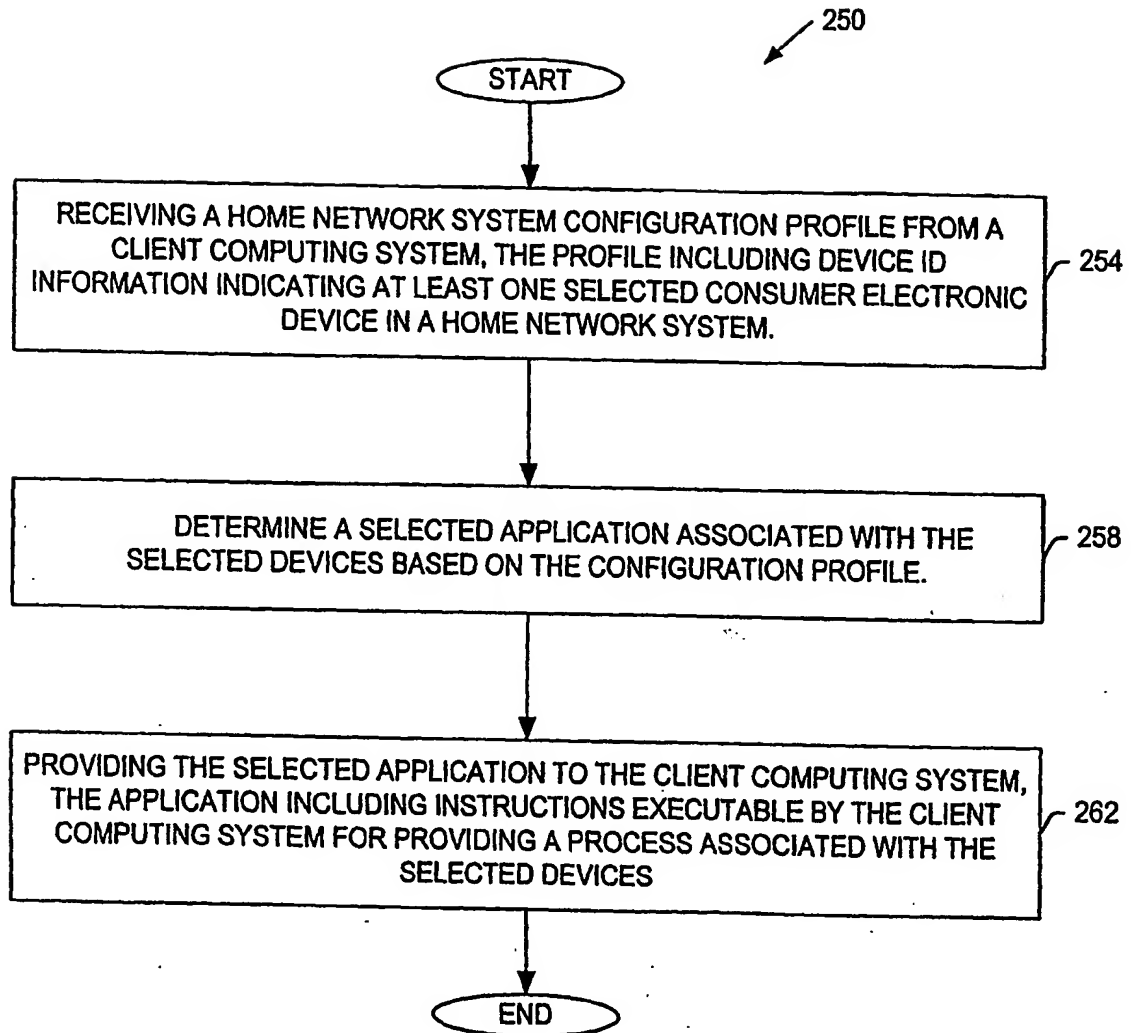 250
START
RECEIVING A HOME NETWORK SYSTEM CONFIGURATION PROFILE FROM A
CLIENT COMPUTING SYSTEM, THE PROFILE INCLUDING DEVICE ID
INFORMATION INDICATING AT LEAST ONE SELECTED CONSUMER ELECTRONIC
DEVICE IN A HOME NETWORK SYSTEM.
254
DETERMINE A SELECTED APPLICATION ASSOCIATED WITH THE
SELECTED DEVICES BASED ON THE CONFIGURATION PROFILE.
258
PROVIDING THE SELECTED APPLICATION TO THE CLIENT COMPUTING SYSTEM,
THE APPLICATION INCLUDING INSTRUCTIONS EXECUTABLE BY THE CLIENT
COMPUTING SYSTEM FOR PROVIDING A PROCESS ASSOCIATED WITH THE
SELECTED DEVICES
262
END